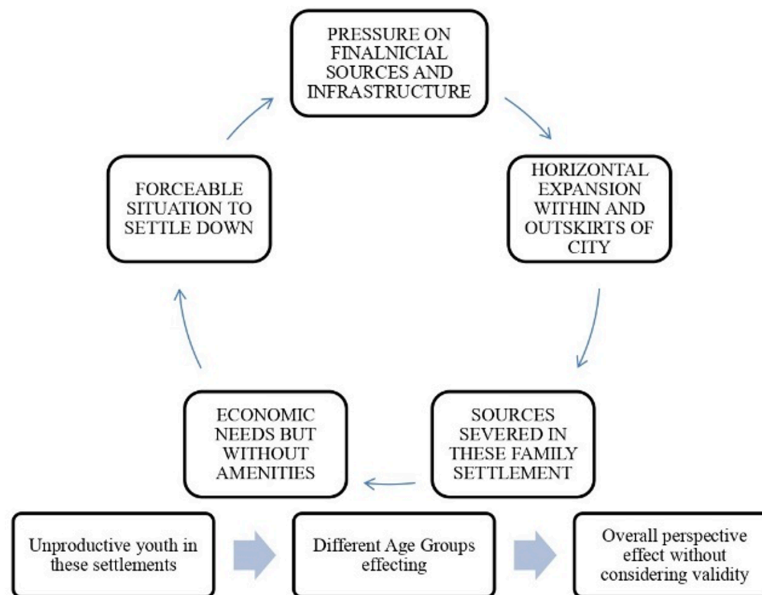 PRESSURE ON
FINALNICIAL
SOURCES AND
INFRASTRUCTURE
HORIZONTAL
EXPANSION
WITHIN AND
OUTSKIRTS OF
CITY
SOURCES
SEVERED IN
THESE FAMILY
SETTLEMENT
ECONOMIC
NEEDS BUT
WITHOUT
AMENITIES
FORCEABLE
SITUATION TO
SETTLE DOWN
Unproductive youth in
these settlements
Different Age Groups
effecting
Overall perspective
effect without
considering validity